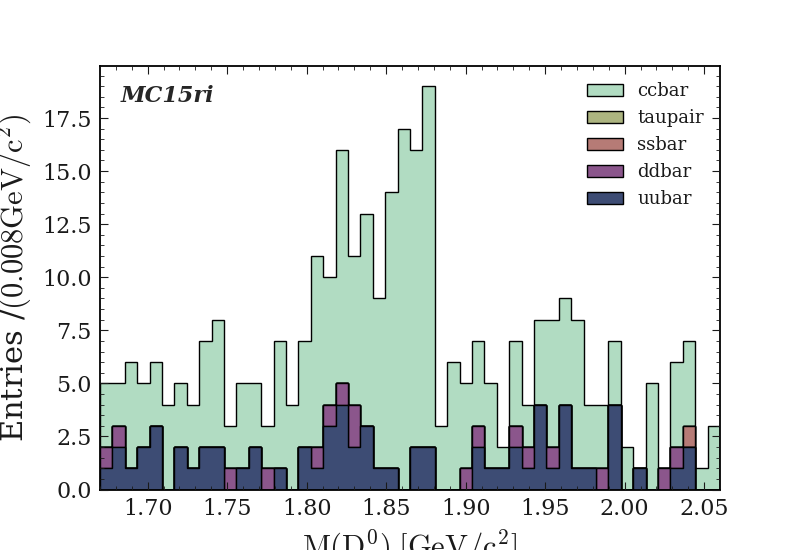 MC15ri
ccbar
taupair
ssbar
ddbar
uubar
Entries /(0.008GeV/c²)
17.5
15.0
12.5
10.0
7.5
5.0
2.5
0.0
1.70 1.75 1.80 1.85 1.90 1.95 2.00 2.05
M(D⁰) [GeV/c²]